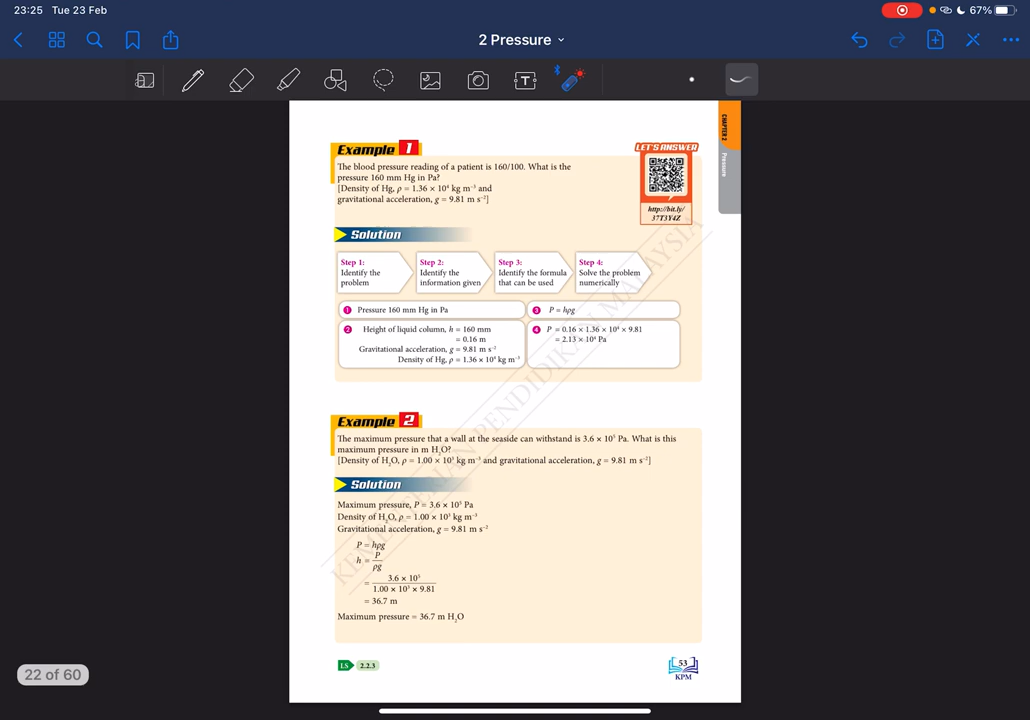 23:25 Tue 23 Feb
67%
2 Pressure
T
CHAPTER 2
Pressure
Example 1
LET'S ANSWER
The blood pressure reading of a patient is 160/100. What is the
pressure 160 mm Hg in Pa?
[Density of Hg, ρ = 1.36 × 10⁴ kg m⁻³ and
gravitational acceleration, g = 9.81 m s⁻²]
http://bit.ly/
37T3Y4Z
Solution
Step 1:
Identify the
problem
Step 2:
Identify the
information given
Step 3:
Identify the formula
that can be used
Step 4:
Solve the problem
numerically
1 Pressure 160 mm Hg in Pa
2 Height of liquid column, h = 160 mm
= 0.16 m
Gravitational acceleration, g = 9.81 m s⁻²
Density of Hg, ρ = 1.36 × 10⁴ kg m⁻³
3 P = hρg
4 P = 0.16 × 1.36 × 10⁴ × 9.81
= 2.13 × 10⁴ Pa
Example 2
The maximum pressure that a wall at the seaside can withstand is 3.6 × 10⁵ Pa. What is this
maximum pressure in m H₂O?
[Density of H₂O, ρ = 1.00 × 10³ kg m⁻³ and gravitational acceleration, g = 9.81 m s⁻²]
Solution
Maximum pressure, P = 3.6 × 10⁵ Pa
Density of H₂O, ρ = 1.00 × 10³ kg m⁻³
Gravitational acceleration, g = 9.81 m s⁻²
P = hρg
h = P
ρg
= 3.6 × 10⁵
1.00 × 10³ × 9.81
= 36.7 m
Maximum pressure = 36.7 m H₂O
KEMENTERIAN PENDIDIKAN MALAYSIA
22 of 60
LS 2.2.3
53
KPM